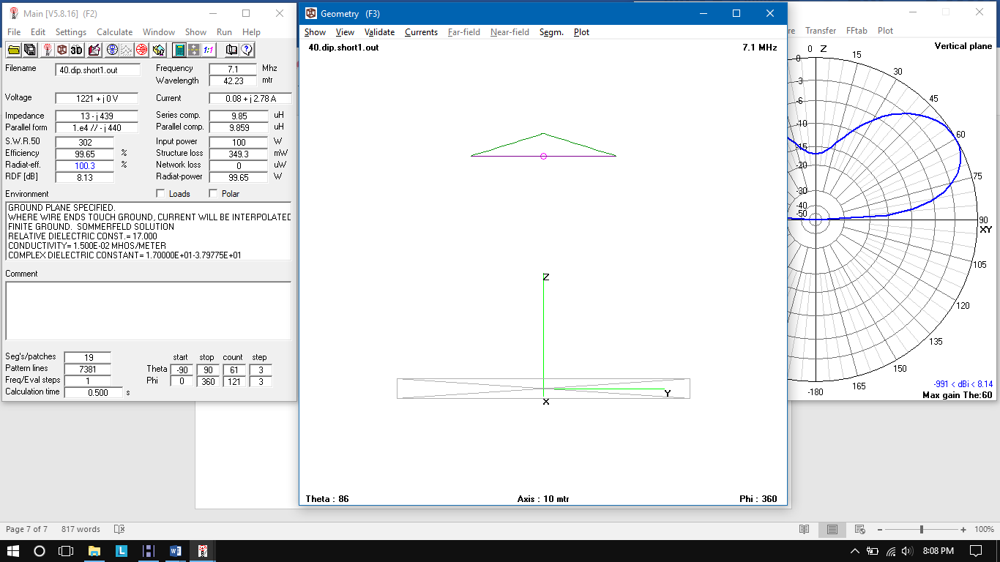 Main [V5.8.16] (F2)
File Edit Settings Calculate Window Show Run Help
3D 1:1
Filename 40.dip.short1.out Frequency 7.1 Mhz
Wavelength 42.23 mtr
Voltage 1221 + j 0 V Current 0.08 + j 2.78 A
Impedance 13 - j 439 Series comp. 9.85 uH
Parallel form 1.e4 // - j 440 Parallel comp. 9.859 uH
S.W.R.50 302 Input power 100 W
Efficiency 99.65 % Structure loss 349.3 mW
Radiat-eff. 100.3 % Network loss 0 uW
RDF [dB] 8.13 Radiat-power 99.65 W
Environment Loads Polar
GROUND PLANE SPECIFIED.
WHERE WIRE ENDS TOUCH GROUND, CURRENT WILL BE INTERPOLATED
FINITE GROUND. SOMMERFELD SOLUTION
RELATIVE DIELECTRIC CONST.= 17.000
CONDUCTIVITY= 1.500E-02 MHOS/METER
COMPLEX DIELECTRIC CONSTANT= 1.70000E+01-3.79775E+01
Comment
Seg's/patches 19 start stop count step
Pattern lines 7381 Theta -90 90 61 3
Freq/Eval steps 1 Phi 0 360 121 3
Calculation time 0.500 s
Geometry (F3)
Show View Validate Currents Far-field Near-field Segm. Plot
40.dip.short1.out 7.1 MHz
Z
Y
X
Theta : 86 Axis : 10 mtr Phi : 360
re Transfer FFtab Plot
Vertical plane
0 Z 15
30
45
60
75
90
XY
105
120
135
150
165
-180
0
-3
-6
-10
-15
-20
-30
-40
-50
-991 < dBi < 8.14
Max gain The:60
Page 7 of 7 817 words 100%
L H W 8:08 PM